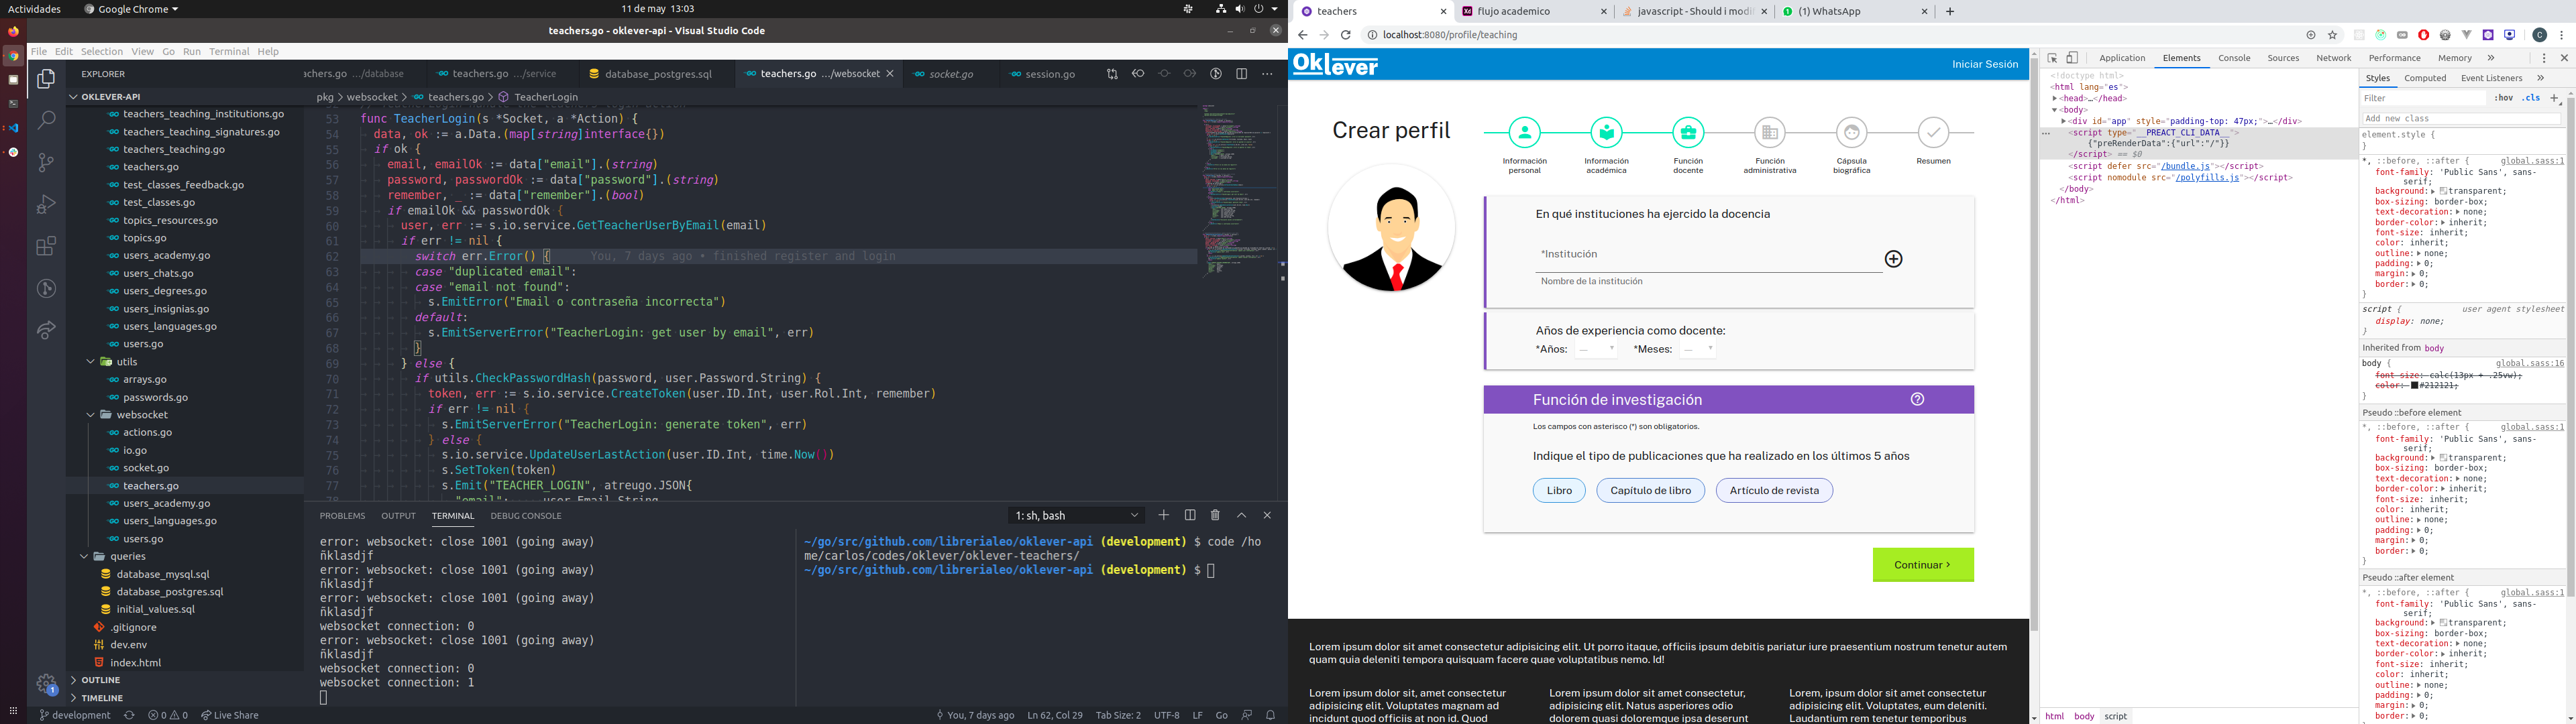 Actividades
Google Chrome
11 de may 13:03
teachers.go - oklever-api - Visual Studio Code
File Edit Selection View Go Run Terminal Help
EXPLORER
OKLEVER-API
teachers_teaching_institutions.go
teachers_teaching_signatures.go
teachers_teaching.go
teachers.go
test_classes_feedback.go
test_classes.go
topics_resources.go
topics.go
users_academy.go
users_chats.go
users_degrees.go
users_insignias.go
users_languages.go
users.go
utils
arrays.go
passwords.go
websocket
actions.go
io.go
socket.go
teachers.go
users_academy.go
users_languages.go
users.go
queries
database_mysql.sql
database_postgres.sql
initial_values.sql
.gitignore
dev.env
index.html
OUTLINE
TIMELINE
achers.go .../database
teachers.go .../service
database_postgres.sql
teachers.go .../websocket
socket.go
session.go
pkg > websocket > teachers.go > TeacherLogin
53 func TeacherLogin(s *Socket, a *Action) {
54 data, ok := a.Data.(map[string]interface{})
55 if ok {
56 email, emailOk := data["email"].(string)
57 password, passwordOk := data["password"].(string)
58 remember, _ := data["remember"].(bool)
59 if emailOk && passwordOk {
60 user, err := s.io.service.GetTeacherUserByEmail(email)
61 if err != nil {
62 switch err.Error() { You, 7 days ago • finished register and login
63 case "duplicated email":
64 case "email not found":
65 s.EmitError("Email o contraseña incorrecta")
66 default:
67 s.EmitServerError("TeacherLogin: get user by email", err)
68 }
69 } else {
70 if utils.CheckPasswordHash(password, user.Password.String) {
71 token, err := s.io.service.CreateToken(user.ID.Int, user.Rol.Int, remember)
72 if err != nil {
73 s.EmitServerError("TeacherLogin: generate token", err)
74 } else {
75 s.io.service.UpdateUserLastAction(user.ID.Int, time.Now())
76 s.SetToken(token)
77 s.Emit("TEACHER_LOGIN", atreugo.JSON{
78 "email": user.Email.String
PROBLEMS OUTPUT TERMINAL DEBUG CONSOLE
1: sh, bash
error: websocket: close 1001 (going away)
ñklasdjf
error: websocket: close 1001 (going away)
ñklasdjf
error: websocket: close 1001 (going away)
ñklasdjf
websocket connection: 0
error: websocket: close 1001 (going away)
ñklasdjf
websocket connection: 0
websocket connection: 1
~/go/src/github.com/librerialeo/oklever-api (development) $ code /ho
me/carlos/codes/oklever/oklever-teachers/
~/go/src/github.com/librerialeo/oklever-api (development) $
1
development
0 0
Live Share
You, 7 days ago
Ln 62, Col 29
Tab Size: 2
UTF-8
LF
Go
teachers
flujo academico
javascript - Should i modi
(1) WhatsApp
localhost:8080/profile/teaching
Oklever
Iniciar Sesión
Crear perfil
Información
personal
Información
académica
Función
docente
Función
administrativa
Cápsula
biográfica
Resumen
En qué instituciones ha ejercido la docencia
*Institución
Nombre de la institución
Años de experiencia como docente:
*Años: — *Meses: —
Función de investigación
Los campos con asterisco (*) son obligatorios.
Indique el tipo de publicaciones que ha realizado en los últimos 5 años
Libro
Capítulo de libro
Artículo de revista
Continuar >
Lorem ipsum dolor sit amet consectetur adipisicing elit. Ut porro itaque, officiis ipsum debitis pariatur iure praesentium nostrum tenetur autem
quam quia deleniti tempora quisquam facere quae voluptatibus nemo. Id!
Lorem ipsum dolor sit, amet consectetur
adipisicing elit. Voluptates magnam ad
incidunt quod officiis at non id. Quod
Lorem ipsum dolor sit amet consectetur,
adipisicing elit. Natus asperiores odio
dolorem quasi doloremque ipsa deserunt
Lorem, ipsum dolor sit amet consectetur
adipisicing elit. Voluptates, eum deleniti.
Laudantium rem tenetur temporibus
Application Elements Console Sources Network Performance Memory
<!doctype html>
<html lang="es">
<head>…</head>
<body>
<div id="app" style="padding-top: 47px;">…</div>
<script type="__PREACT_CLI_DATA__">
{"preRenderData":{"url":"/"}}
</script> == $0
<script defer src="/bundle.js"></script>
<script nomodule src="/polyfills.js"></script>
</body>
</html>
html body script
Styles Computed Event Listeners
Filter
:hov .cls
Add new class
element.style {
}
*, ::before, ::after { global.sass:1
font-family: 'Public Sans', sans-
serif;
background: transparent;
box-sizing: border-box;
text-decoration: none;
border-color: inherit;
font-size: inherit;
color: inherit;
outline: none;
padding: 0;
margin: 0;
border: 0;
}
script { user agent stylesheet
display: none;
}
Inherited from body
body { global.sass:16
font-size: calc(13px + .25vw);
color: #212121;
}
Pseudo ::before element
*, ::before, ::after { global.sass:1
font-family: 'Public Sans', sans-
serif;
background: transparent;
box-sizing: border-box;
text-decoration: none;
border-color: inherit;
font-size: inherit;
color: inherit;
outline: none;
padding: 0;
margin: 0;
border: 0;
}
Pseudo ::after element
*, ::before, ::after { global.sass:1
font-family: 'Public Sans', sans-
serif;
background: transparent;
box-sizing: border-box;
text-decoration: none;
border-color: inherit;
font-size: inherit;
color: inherit;
outline: none;
padding: 0;
margin: 0;
border: 0;